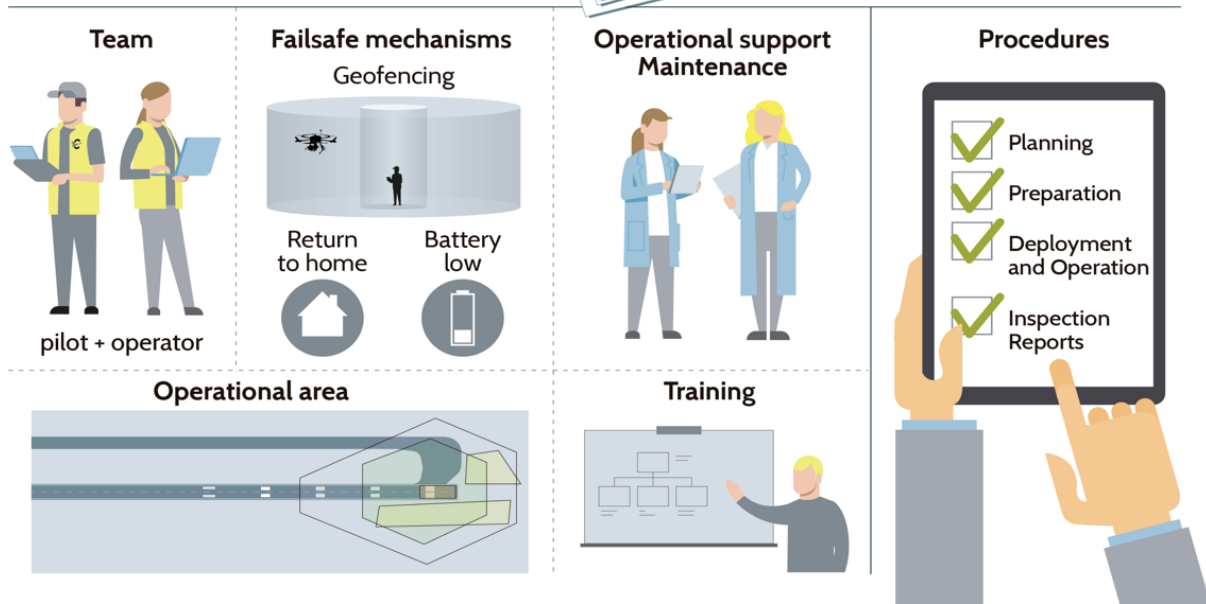 Team
pilot + operator
Failsafe mechanisms
Geofencing
Return
to home
Battery
low
Operational support
Maintenance
Operational area
Training
Procedures
Planning
Preparation
Deployment
and Operation
Inspection
Reports